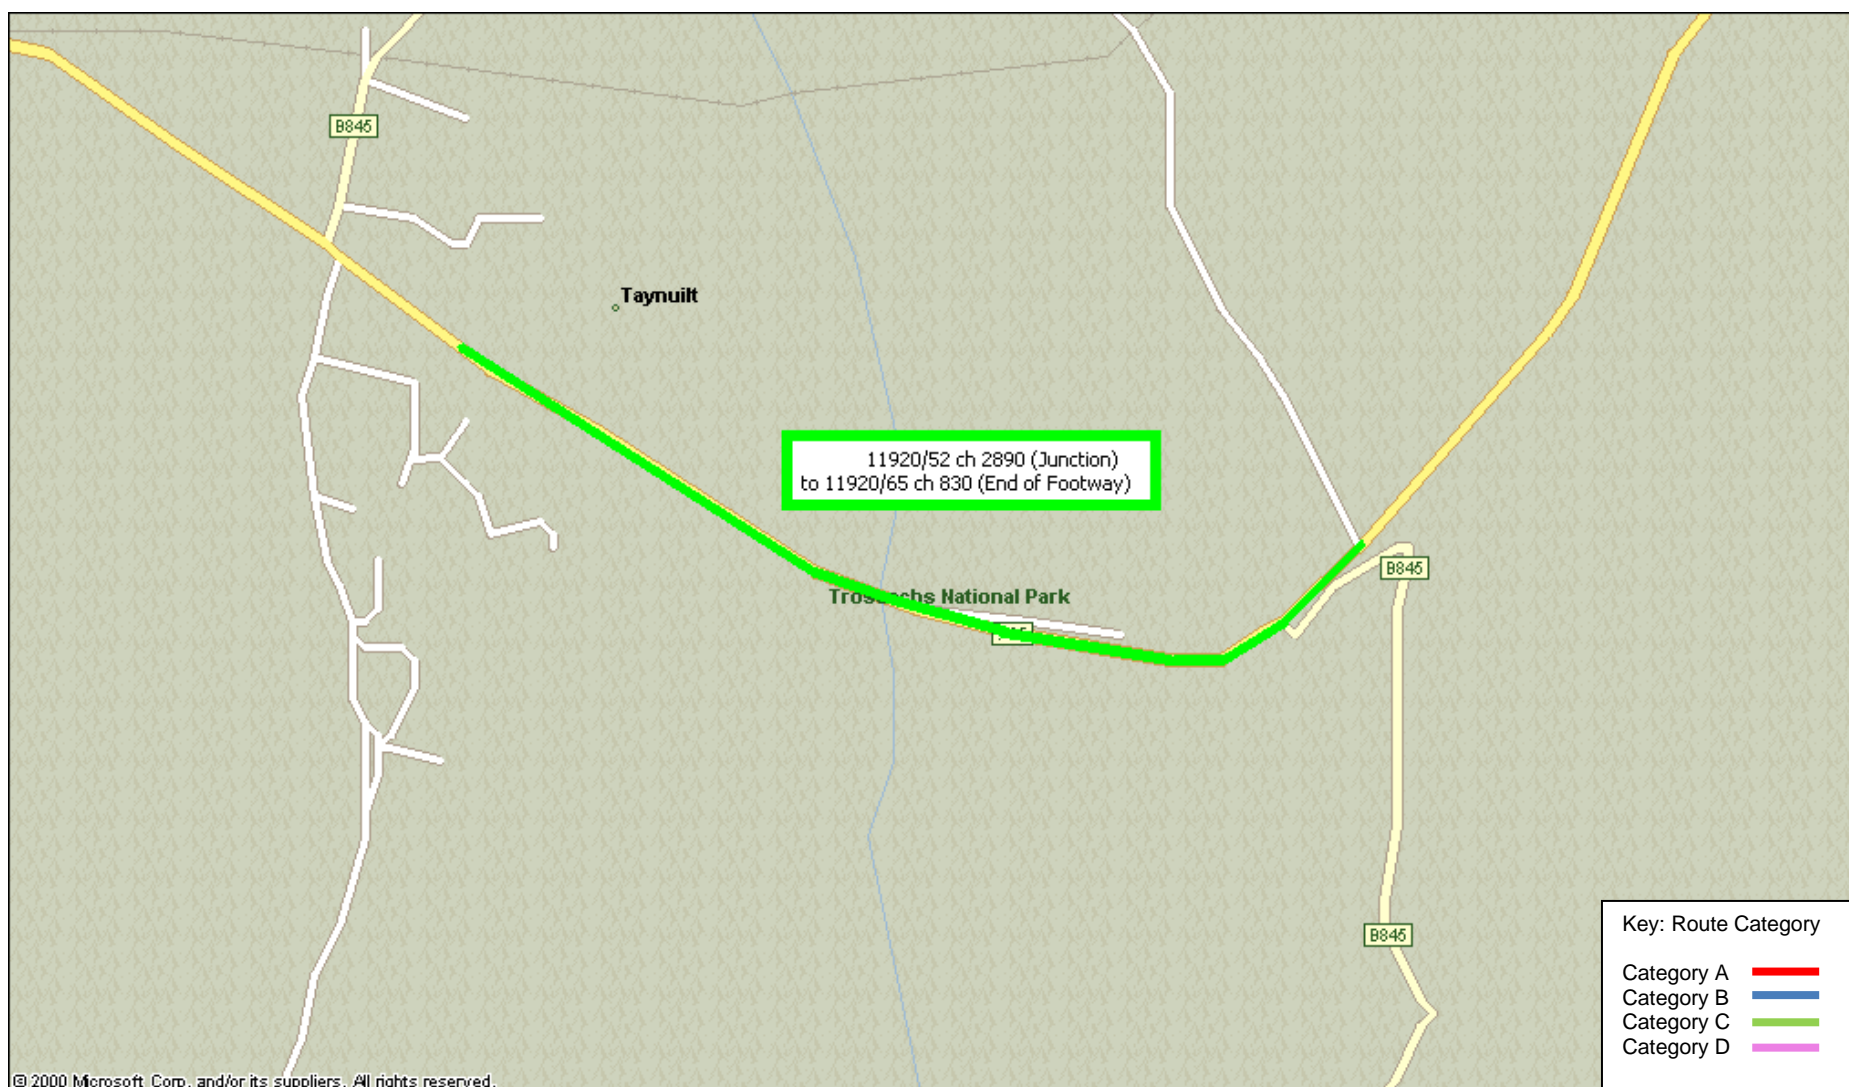 B845
Taynuilt
11920/52 ch 2890 (Junction)
to 11920/65 ch 830 (End of Footway)
B845
National Park
B845
Key: Route Category
Category A
Category B
Category C
Category D
© 2000 Microsoft Corp. and/or its suppliers. All rights reserved.